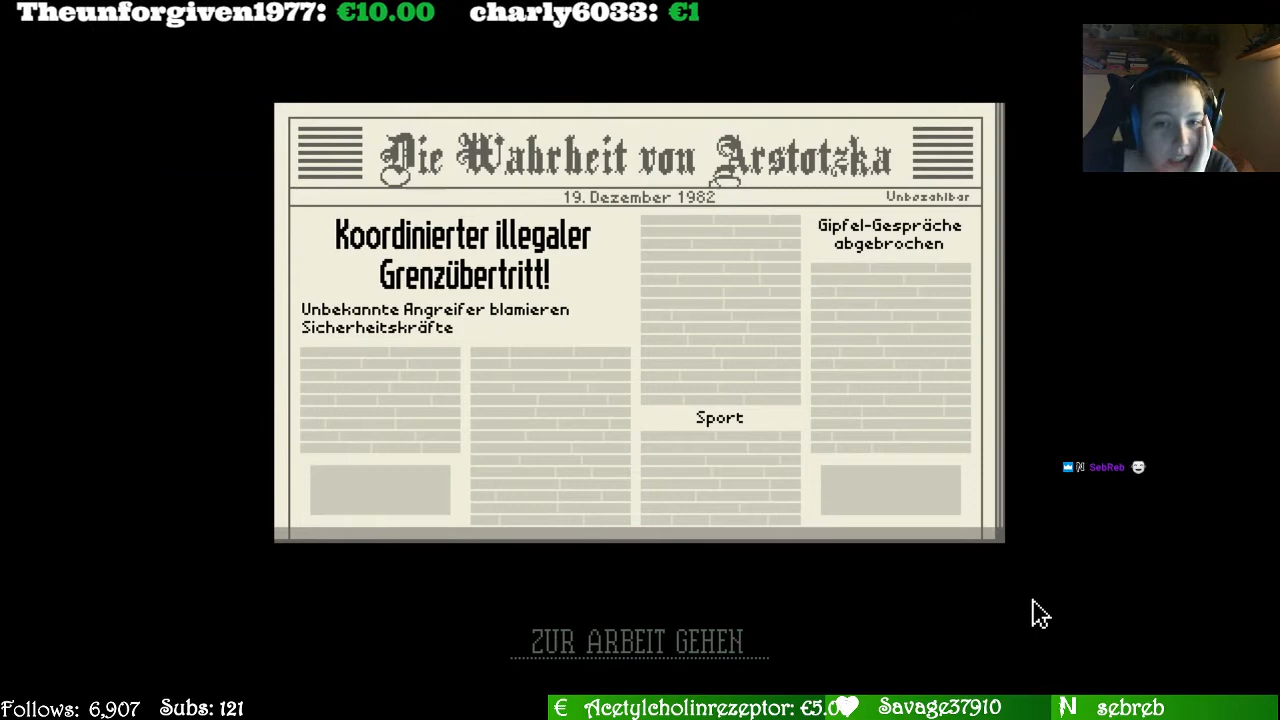 Theunforgiven1977: €10.00 charly6033: €1
Die Wahrheit von Arstotzka
19. Dezember 1982
Unbezahlbar
Koordinierter illegaler
Grenzübertritt!
Unbekannte Angreifer blamieren
Sicherheitskräfte
Sport
Gipfel-Gespräche
abgebrochen
SebReb
ZUR ARBEIT GEHEN
Follows: 6,907 Subs: 121
€ Acetylcholinrezeptor: €5.0 Savage37910 sebreb